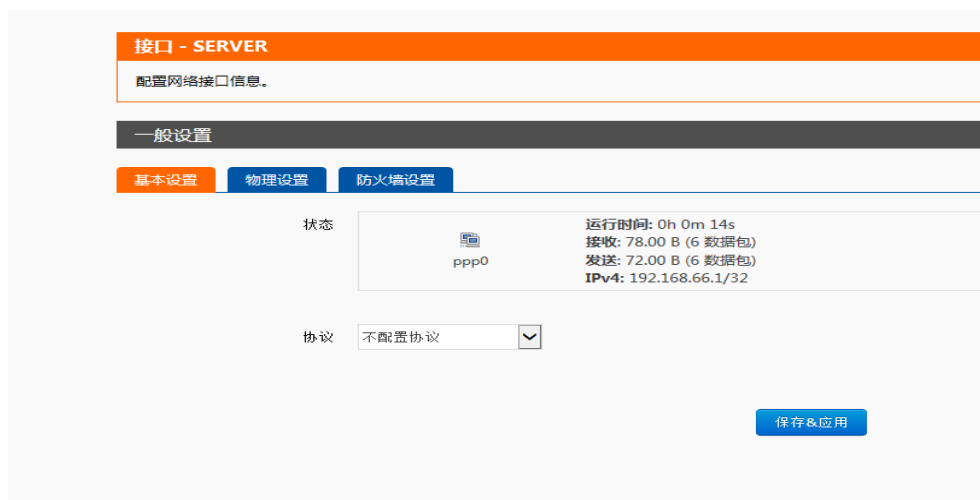 接口 - SERVER
配置网络接口信息。
一般设置
基本设置 物理设置 防火墙设置
状态
ppp0
运行时间: 0h 0m 14s
接收: 78.00 B (6 数据包)
发送: 72.00 B (6 数据包)
IPv4: 192.168.66.1/32
协议 不配置协议
保存&应用